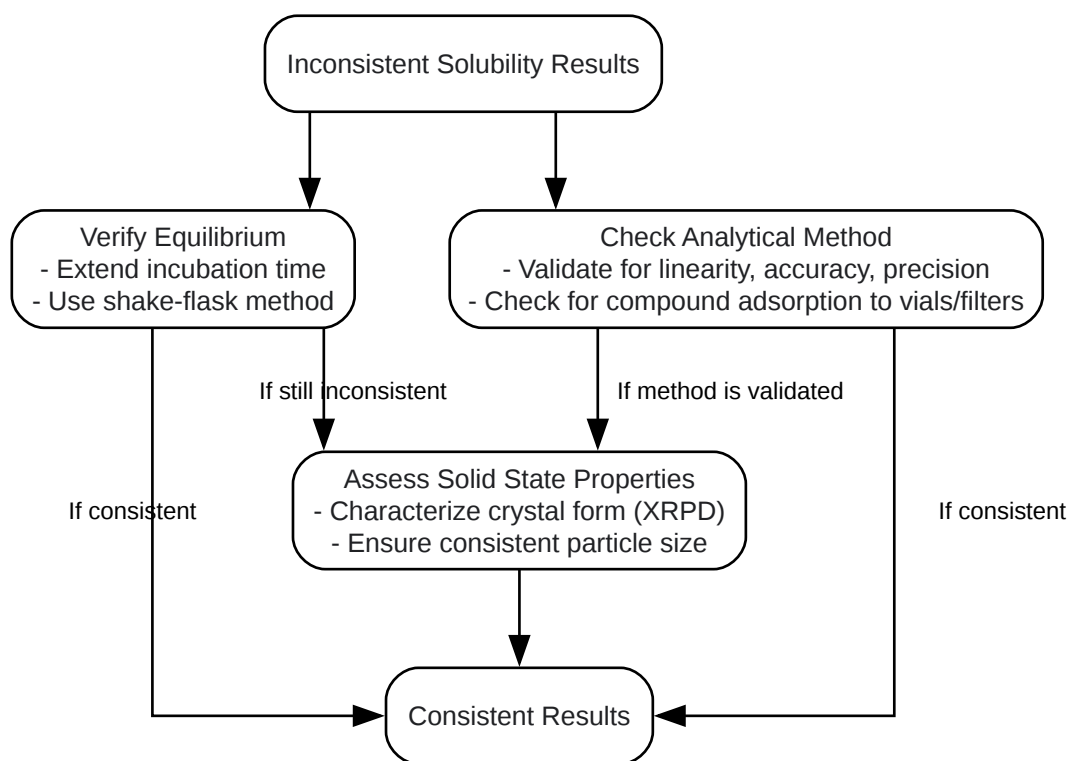 Inconsistent Solubility Results
Verify Equilibrium
- Extend incubation time
- Use shake-flask method
Check Analytical Method
- Validate for linearity, accuracy, precision
- Check for compound adsorption to vials/filters
If still inconsistent
If method is validated
Assess Solid State Properties
- Characterize crystal form (XRPD)
- Ensure consistent particle size
If consistent
If consistent
Consistent Results